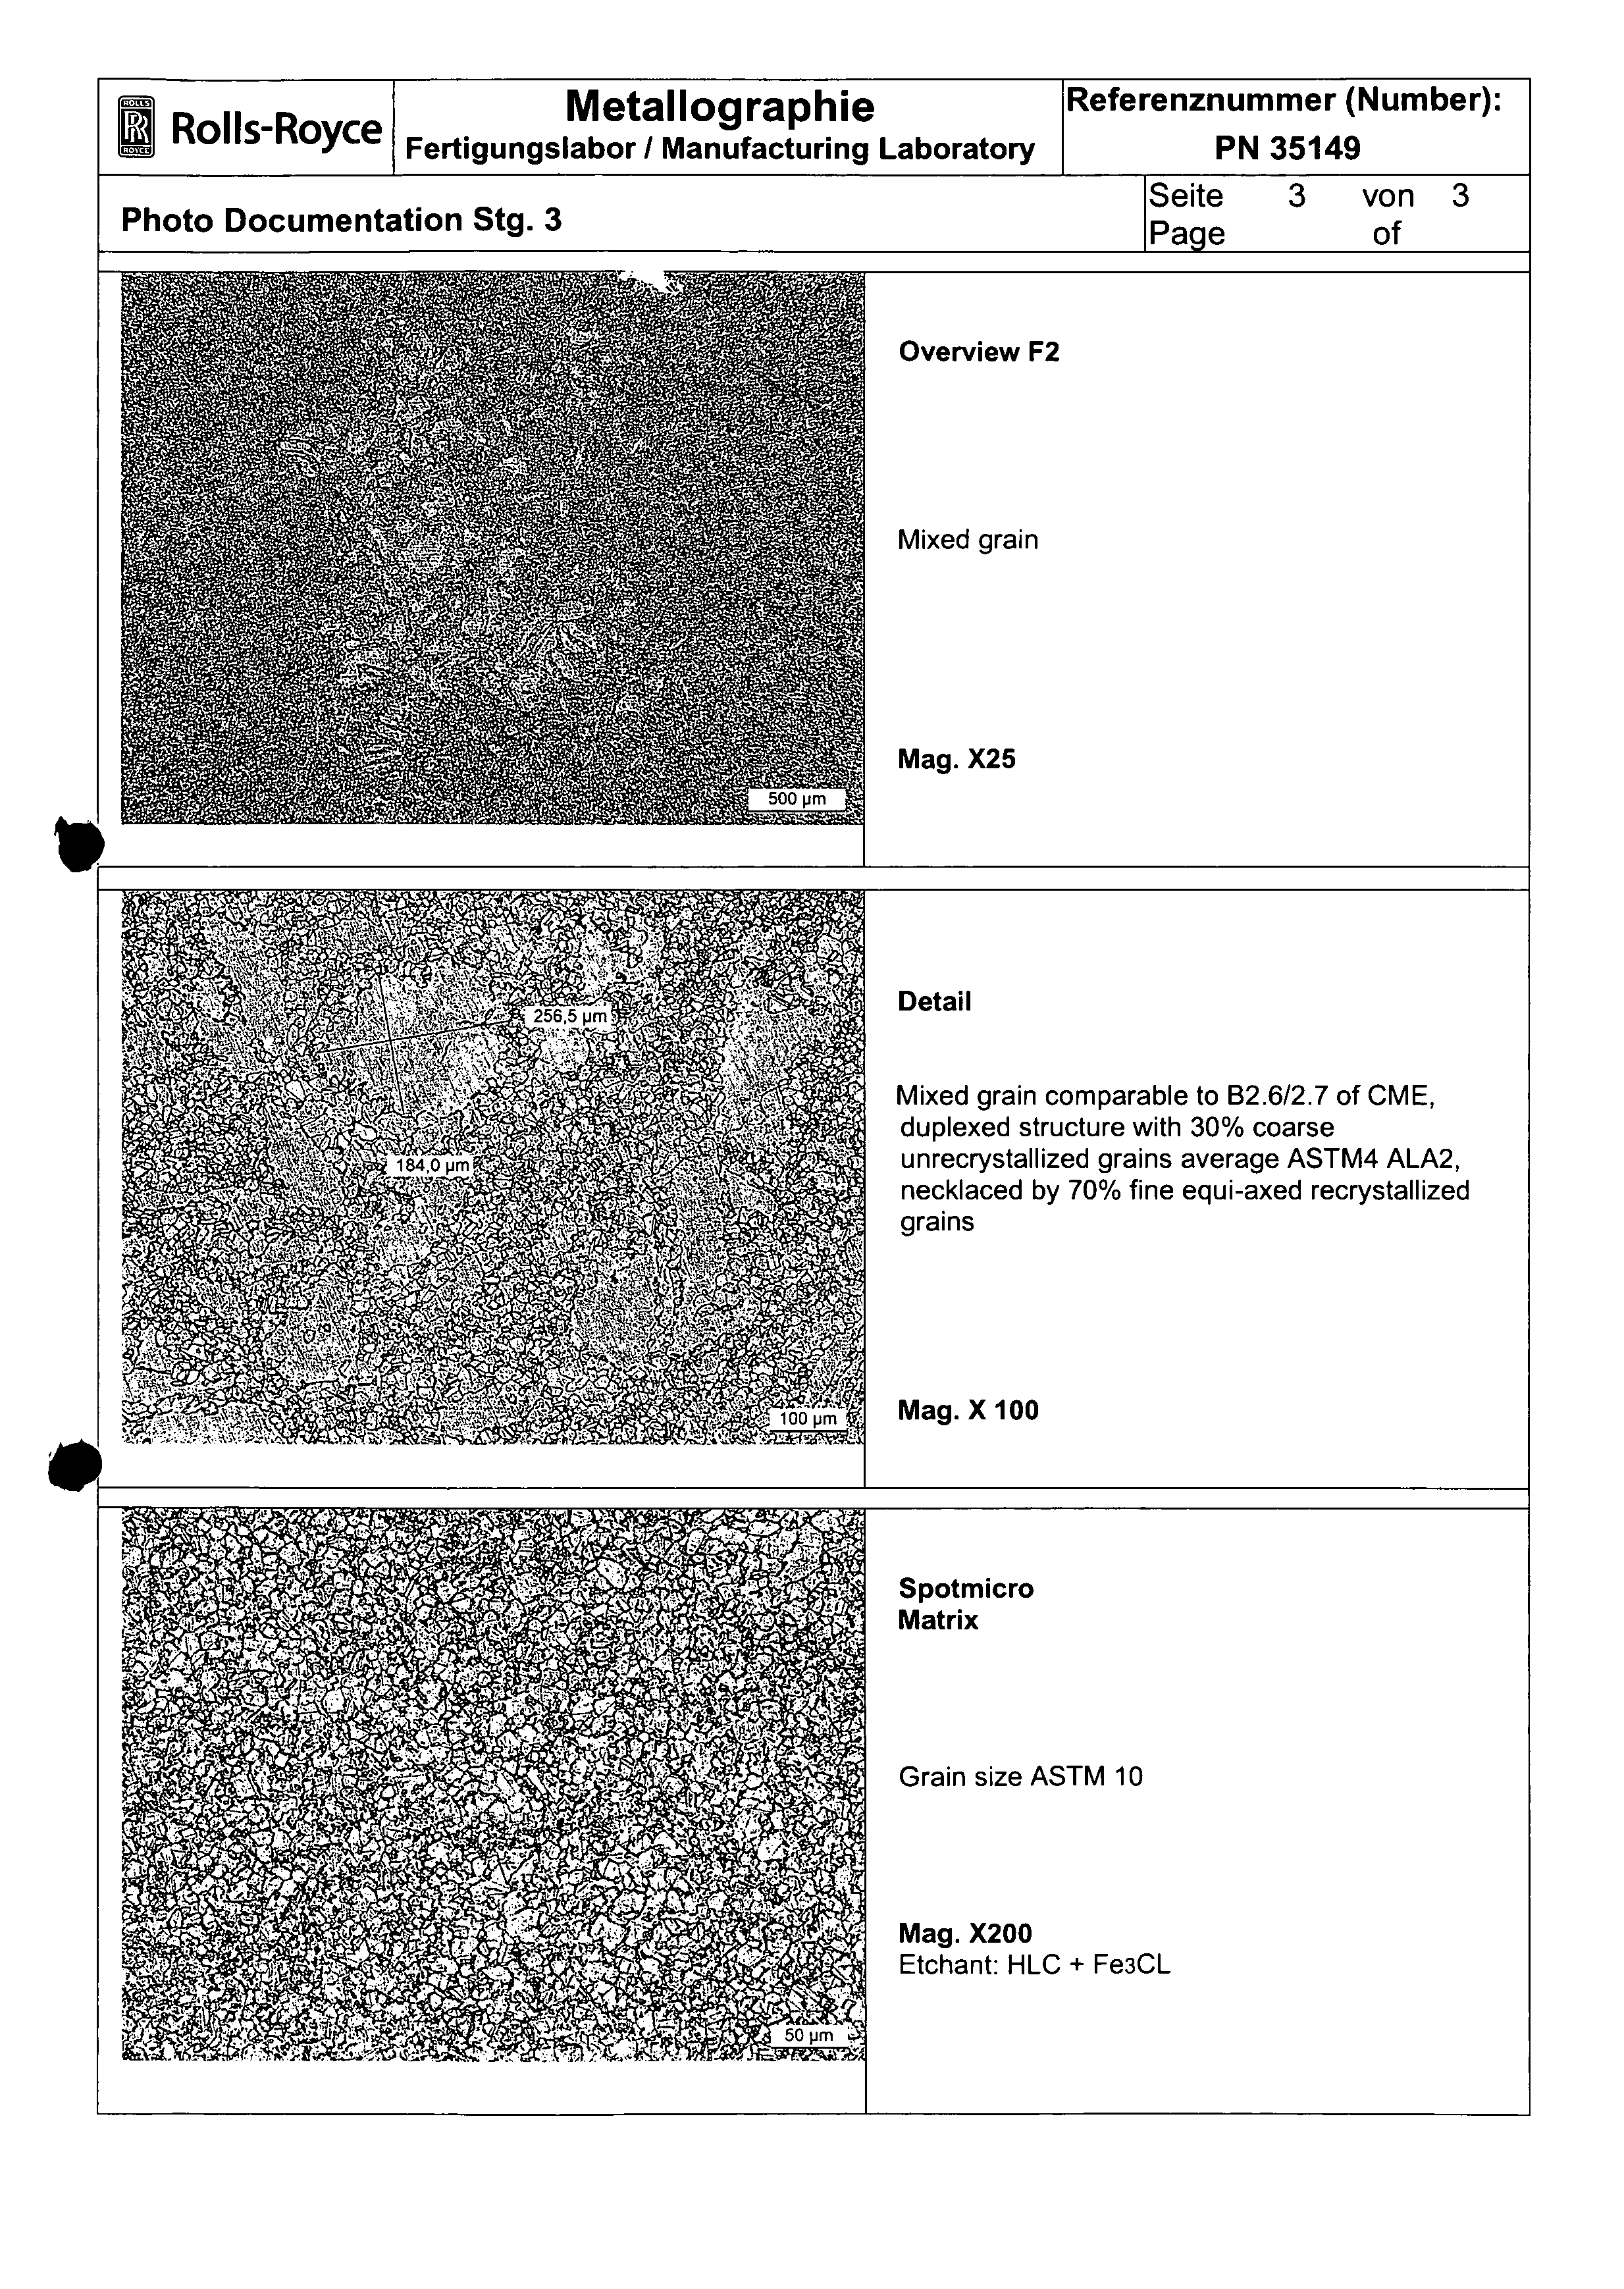 ROLLS
RR
ROYCE
Rolls-Royce
Metallographie
Fertigungslabor / Manufacturing Laboratory
Referenznummer (Number):
PN 35149
Photo Documentation Stg. 3
Seite 3 von 3
Page of
Overview F2
Mixed grain
Mag. X25
500 µm
Detail
256,5 µm
Mixed grain comparable to B2.6/2.7 of CME,
duplexed structure with 30% coarse
unrecrystallized grains average ASTM4 ALA2,
necklaced by 70% fine equi-axed recrystallized
grains
184,0 µm
Mag. X 100
100 µm
Spotmicro
Matrix
Grain size ASTM 10
Mag. X200
Etchant: HLC + Fe3CL
50 µm